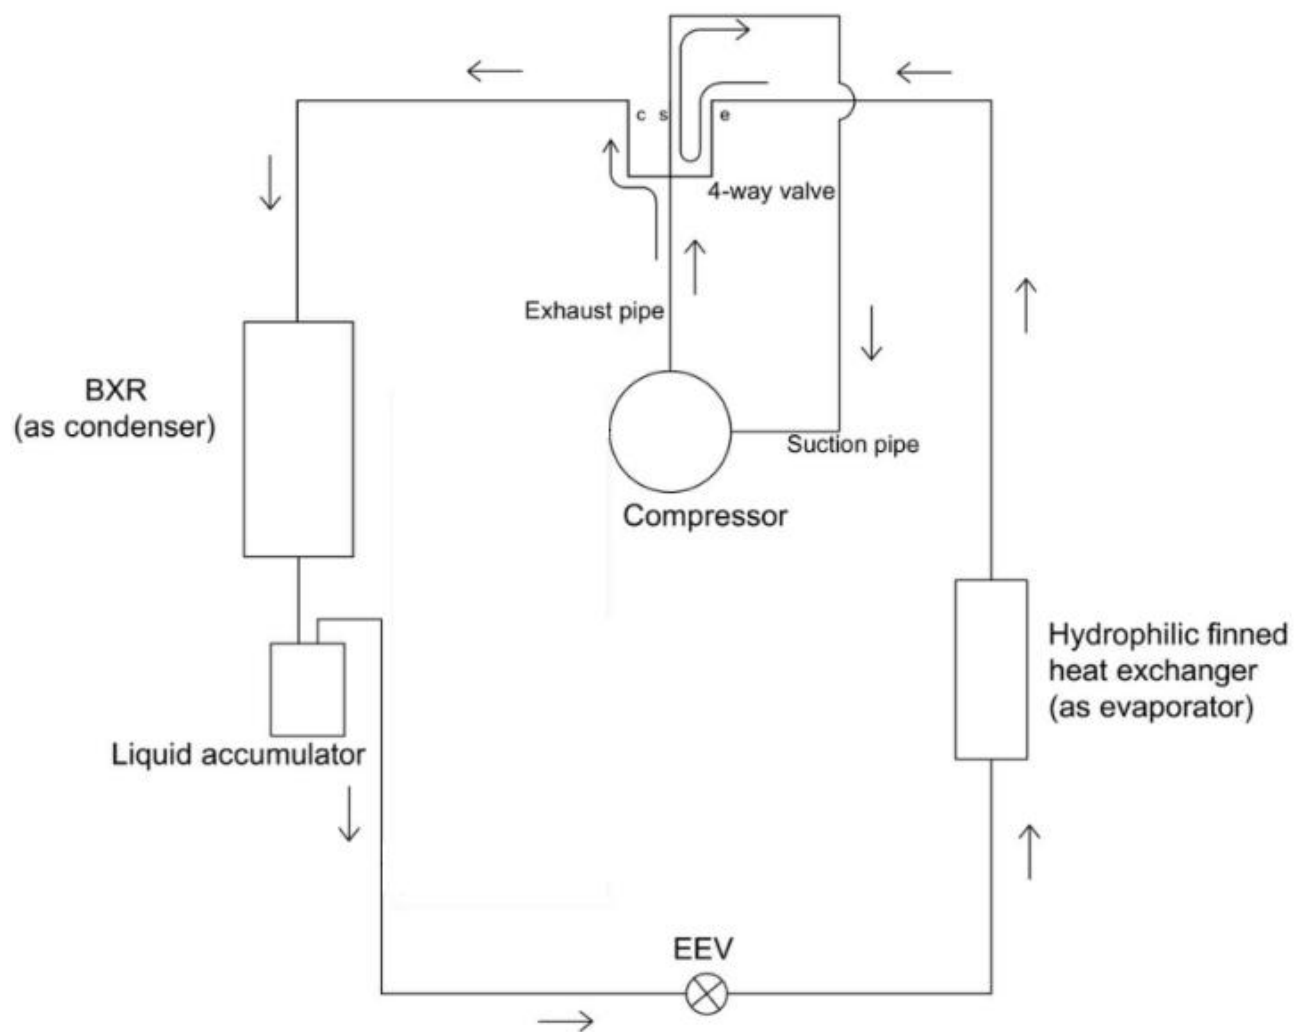 c s e
4-way valve
Exhaust pipe
BXR
(as condenser)
Suction pipe
Compressor
Hydrophilic finned
heat exchanger
(as evaporator)
Liquid accumulator
EEV